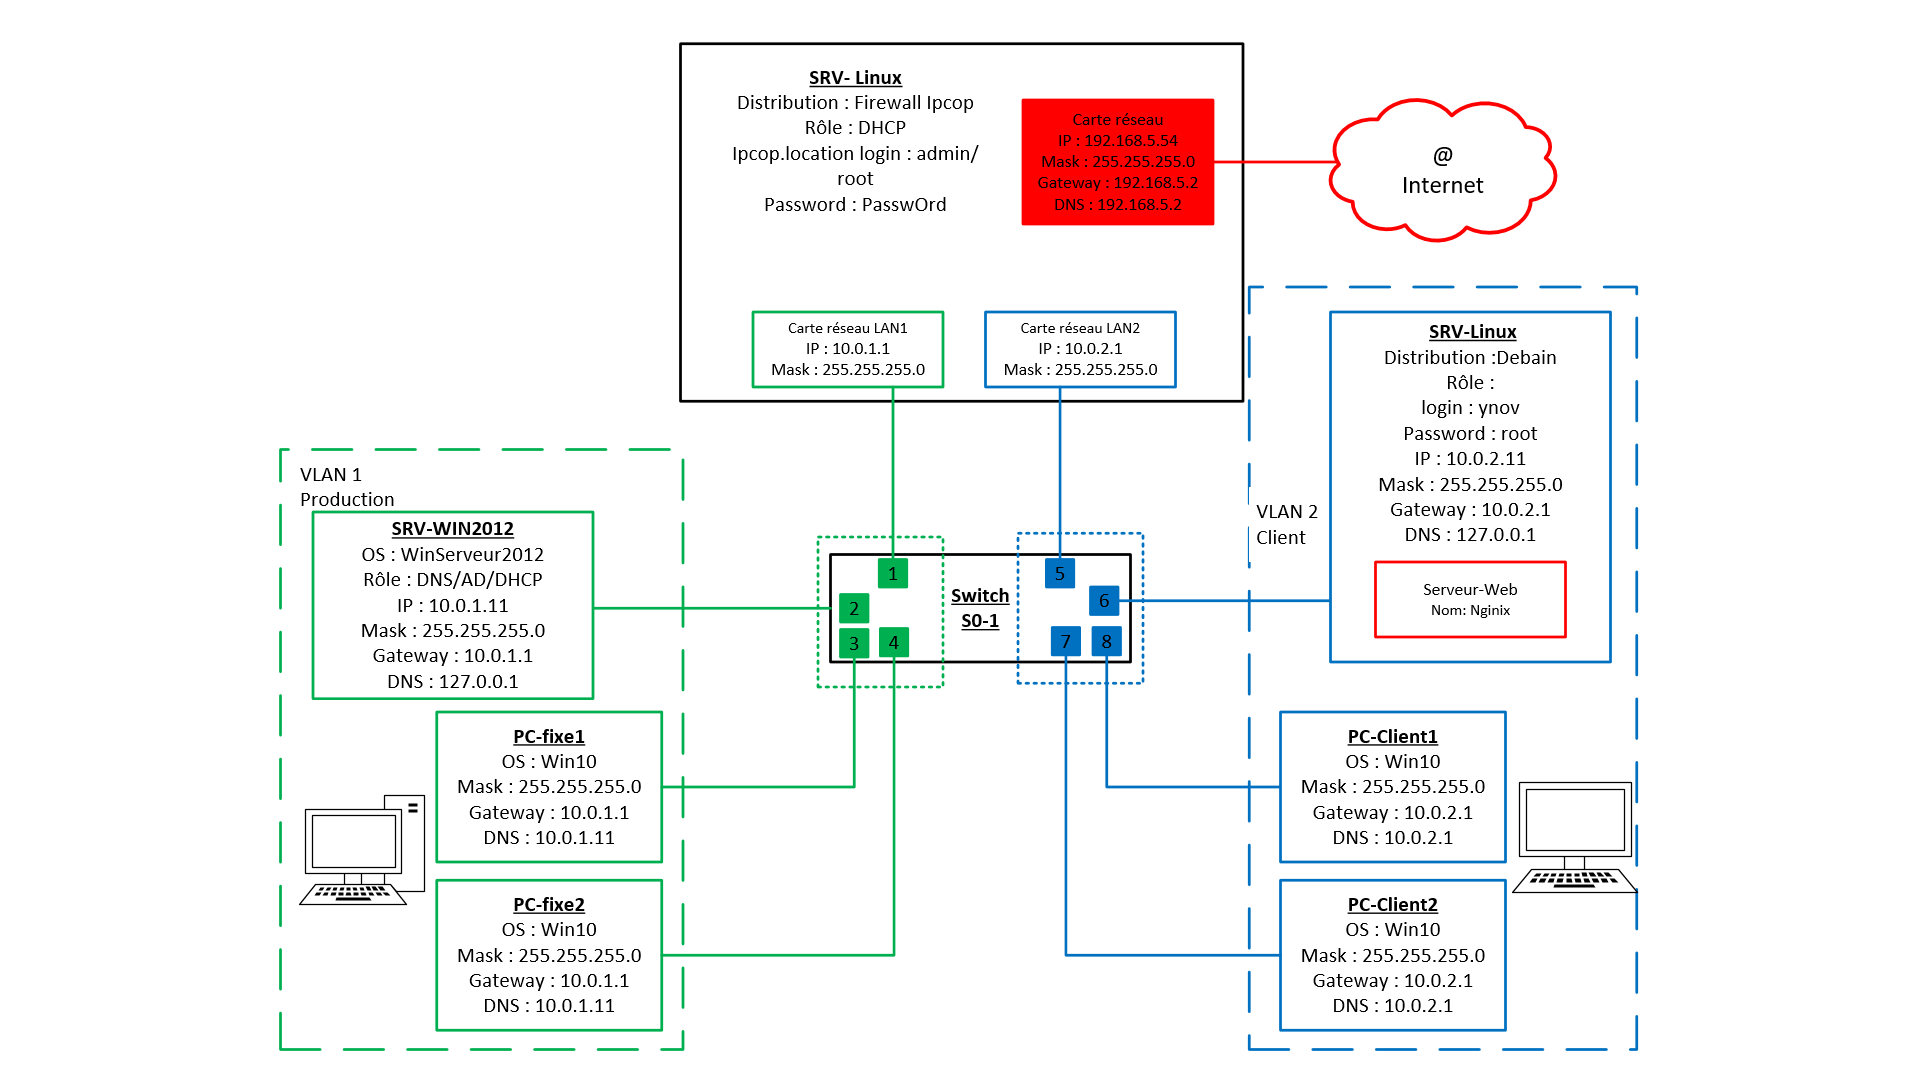 SRV- Linux
Distribution : Firewall Ipcop
Rôle : DHCP
Ipcop.location login : admin/
root
Password : PasswOrd
Carte réseau
IP : 192.168.5.54
Mask : 255.255.255.0
Gateway : 192.168.5.2
DNS : 192.168.5.2
@
Internet
Carte réseau LAN1
IP : 10.0.1.1
Mask : 255.255.255.0
Carte réseau LAN2
IP : 10.0.2.1
Mask : 255.255.255.0
VLAN 1
Production
SRV-WIN2012
OS : WinServeur2012
Rôle : DNS/AD/DHCP
IP : 10.0.1.11
Mask : 255.255.255.0
Gateway : 10.0.1.1
DNS : 127.0.0.1
PC-fixe1
OS : Win10
Mask : 255.255.255.0
Gateway : 10.0.1.1
DNS : 10.0.1.11
PC-fixe2
OS : Win10
Mask : 255.255.255.0
Gateway : 10.0.1.1
DNS : 10.0.1.11
1
2
3
4
Switch
S0-1
5
6
7
8
VLAN 2
Client
SRV-Linux
Distribution :Debain
Rôle :
login : ynov
Password : root
IP : 10.0.2.11
Mask : 255.255.255.0
Gateway : 10.0.2.1
DNS : 127.0.0.1
Serveur-Web
Nom: Nginix
PC-Client1
OS : Win10
Mask : 255.255.255.0
Gateway : 10.0.2.1
DNS : 10.0.2.1
PC-Client2
OS : Win10
Mask : 255.255.255.0
Gateway : 10.0.2.1
DNS : 10.0.2.1